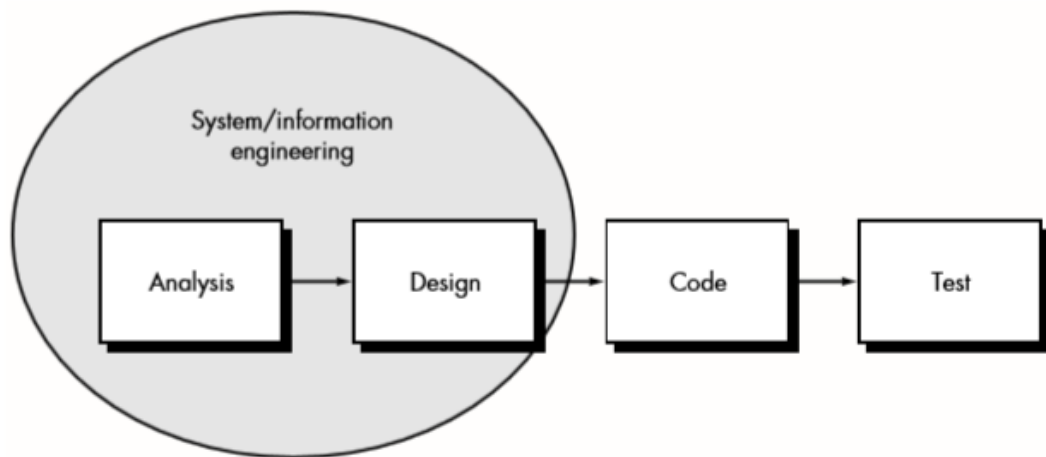 System/information
engineering
Analysis
Design
Code
Test